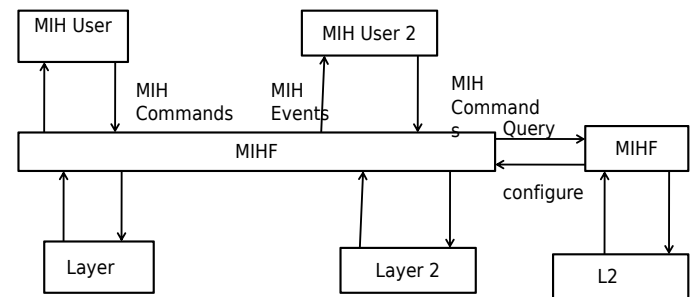 MIH User
MIH User 2
MIH
Commands
MIH
Events
MIH
Command
s
Query
MIHF
MIHF
configure
Layer
Layer 2
L2